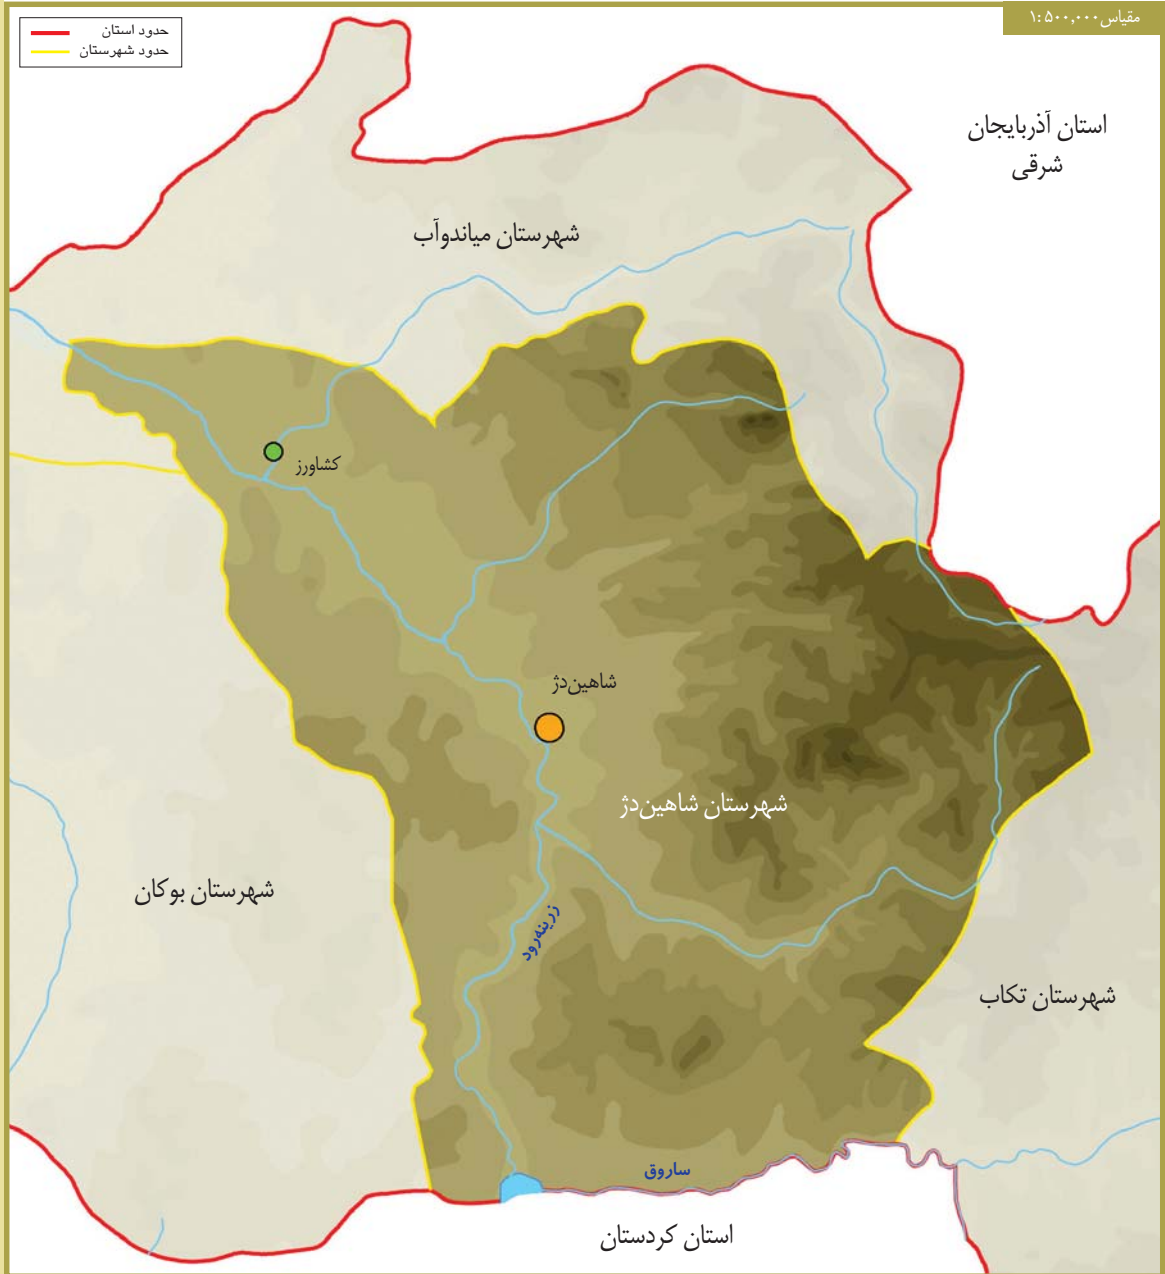 مقیاس ۱:۵۰۰,۰۰۰
حدود استان
حدود شهرستان
استان آذربایجان
شرقی
شهرستان میاندوآب
کشاورز
شاهین‌دژ
شهرستان شاهین‌دژ
شهرستان بوکان
زرینه‌رود
شهرستان تکاب
ساروق
استان کردستان